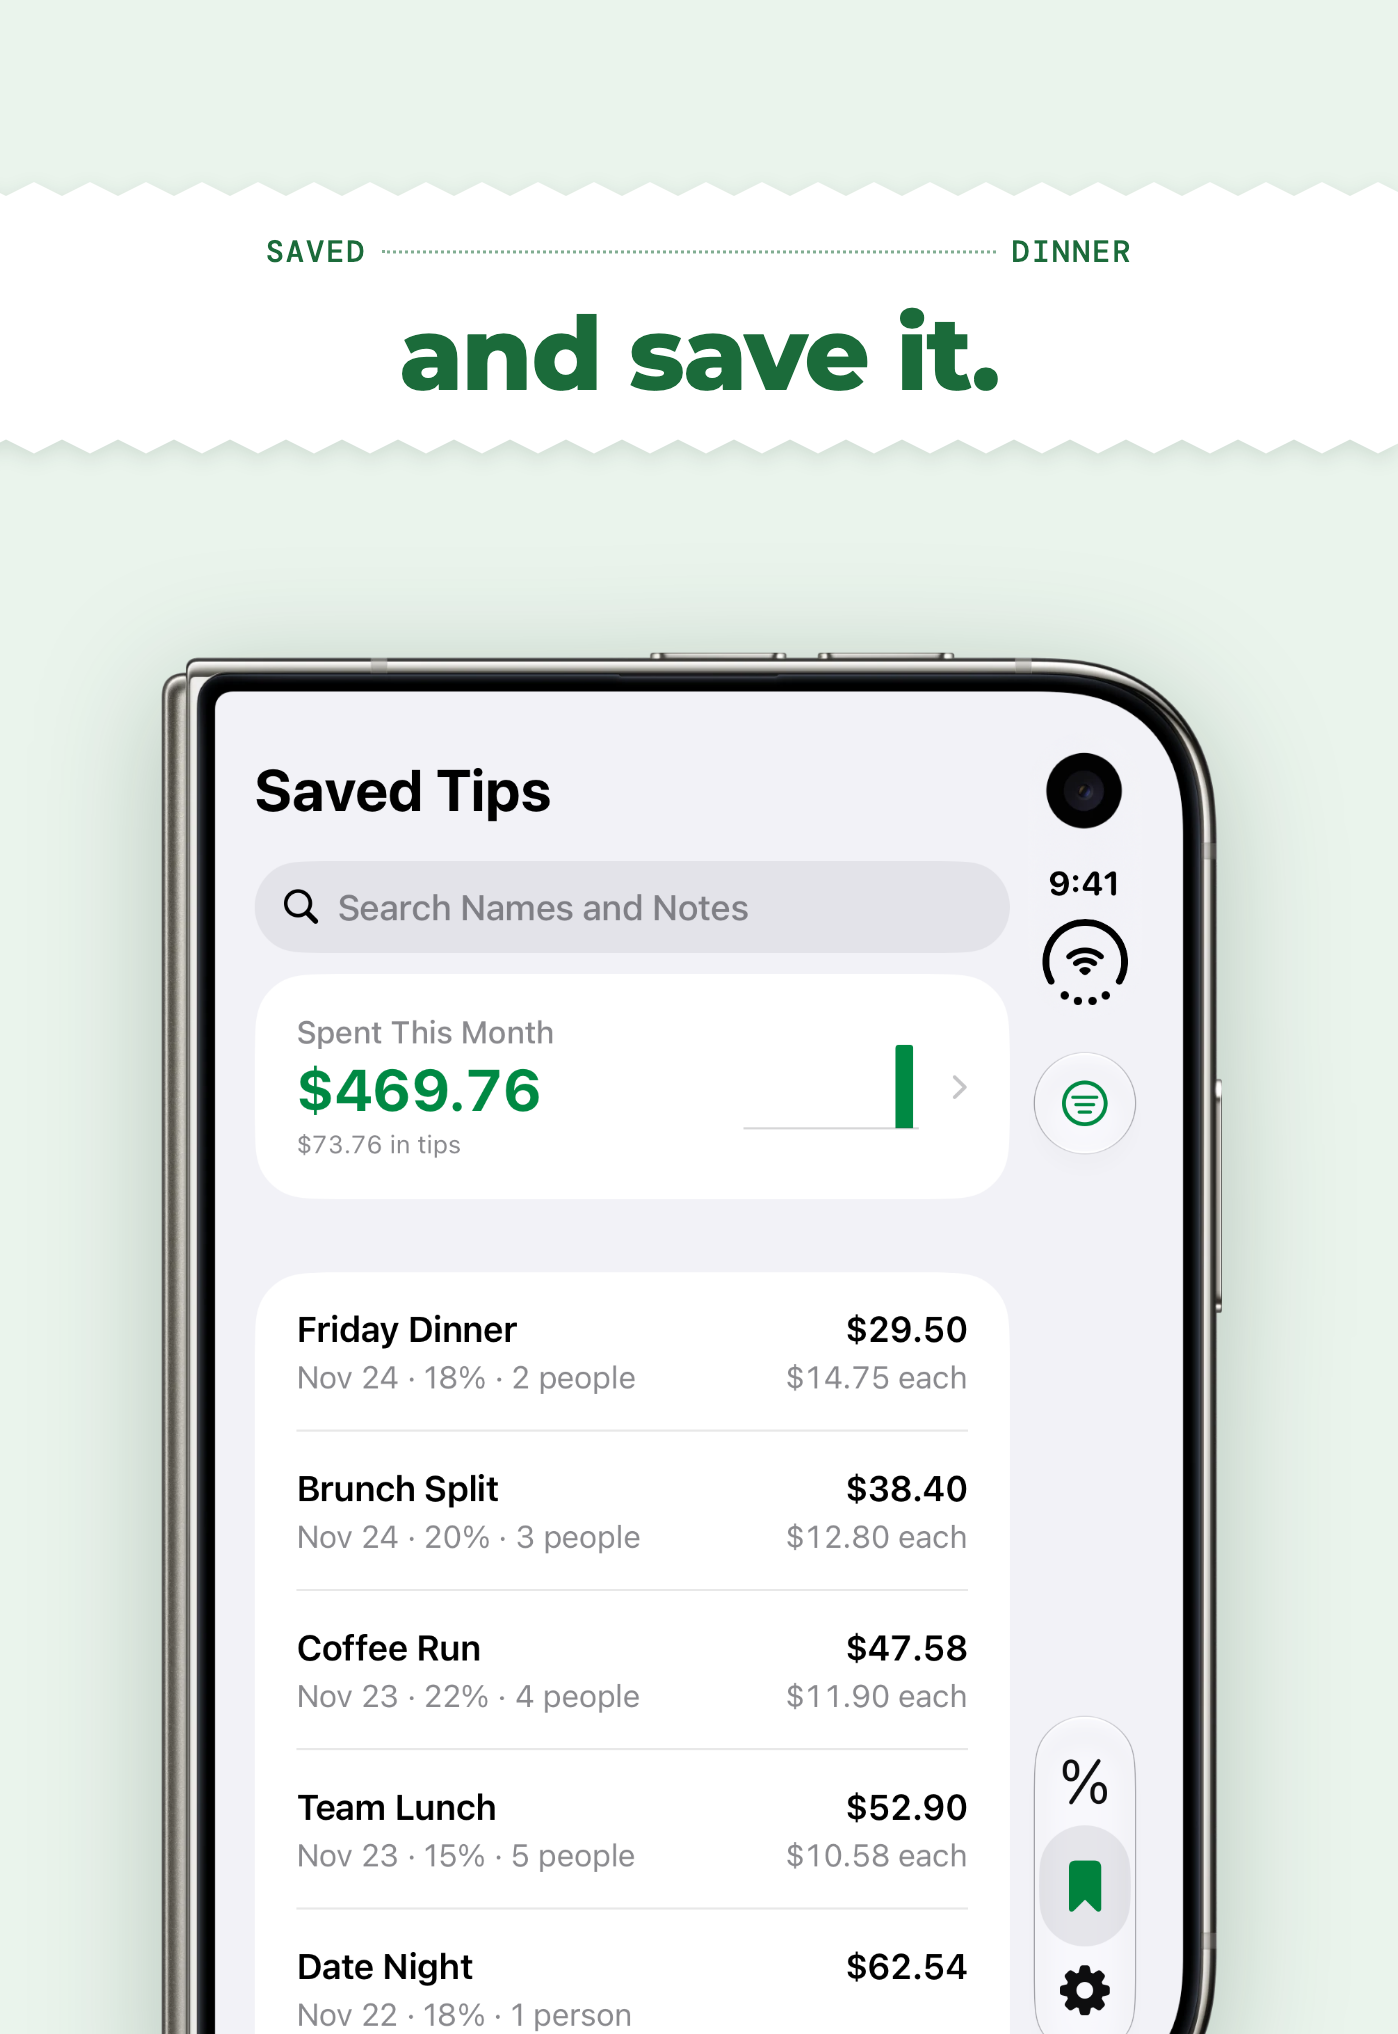 SAVED DINNER
and save it.
Saved Tips
9:41
Search Names and Notes
Spent This Month
$469.76
$73.76 in tips
Friday Dinner $29.50
Nov 24 · 18% · 2 people $14.75 each
Brunch Split $38.40
Nov 24 · 20% · 3 people $12.80 each
Coffee Run $47.58
Nov 23 · 22% · 4 people $11.90 each
Team Lunch $52.90
Nov 23 · 15% · 5 people $10.58 each
Date Night $62.54
Nov 22 · 18% · 1 person
%